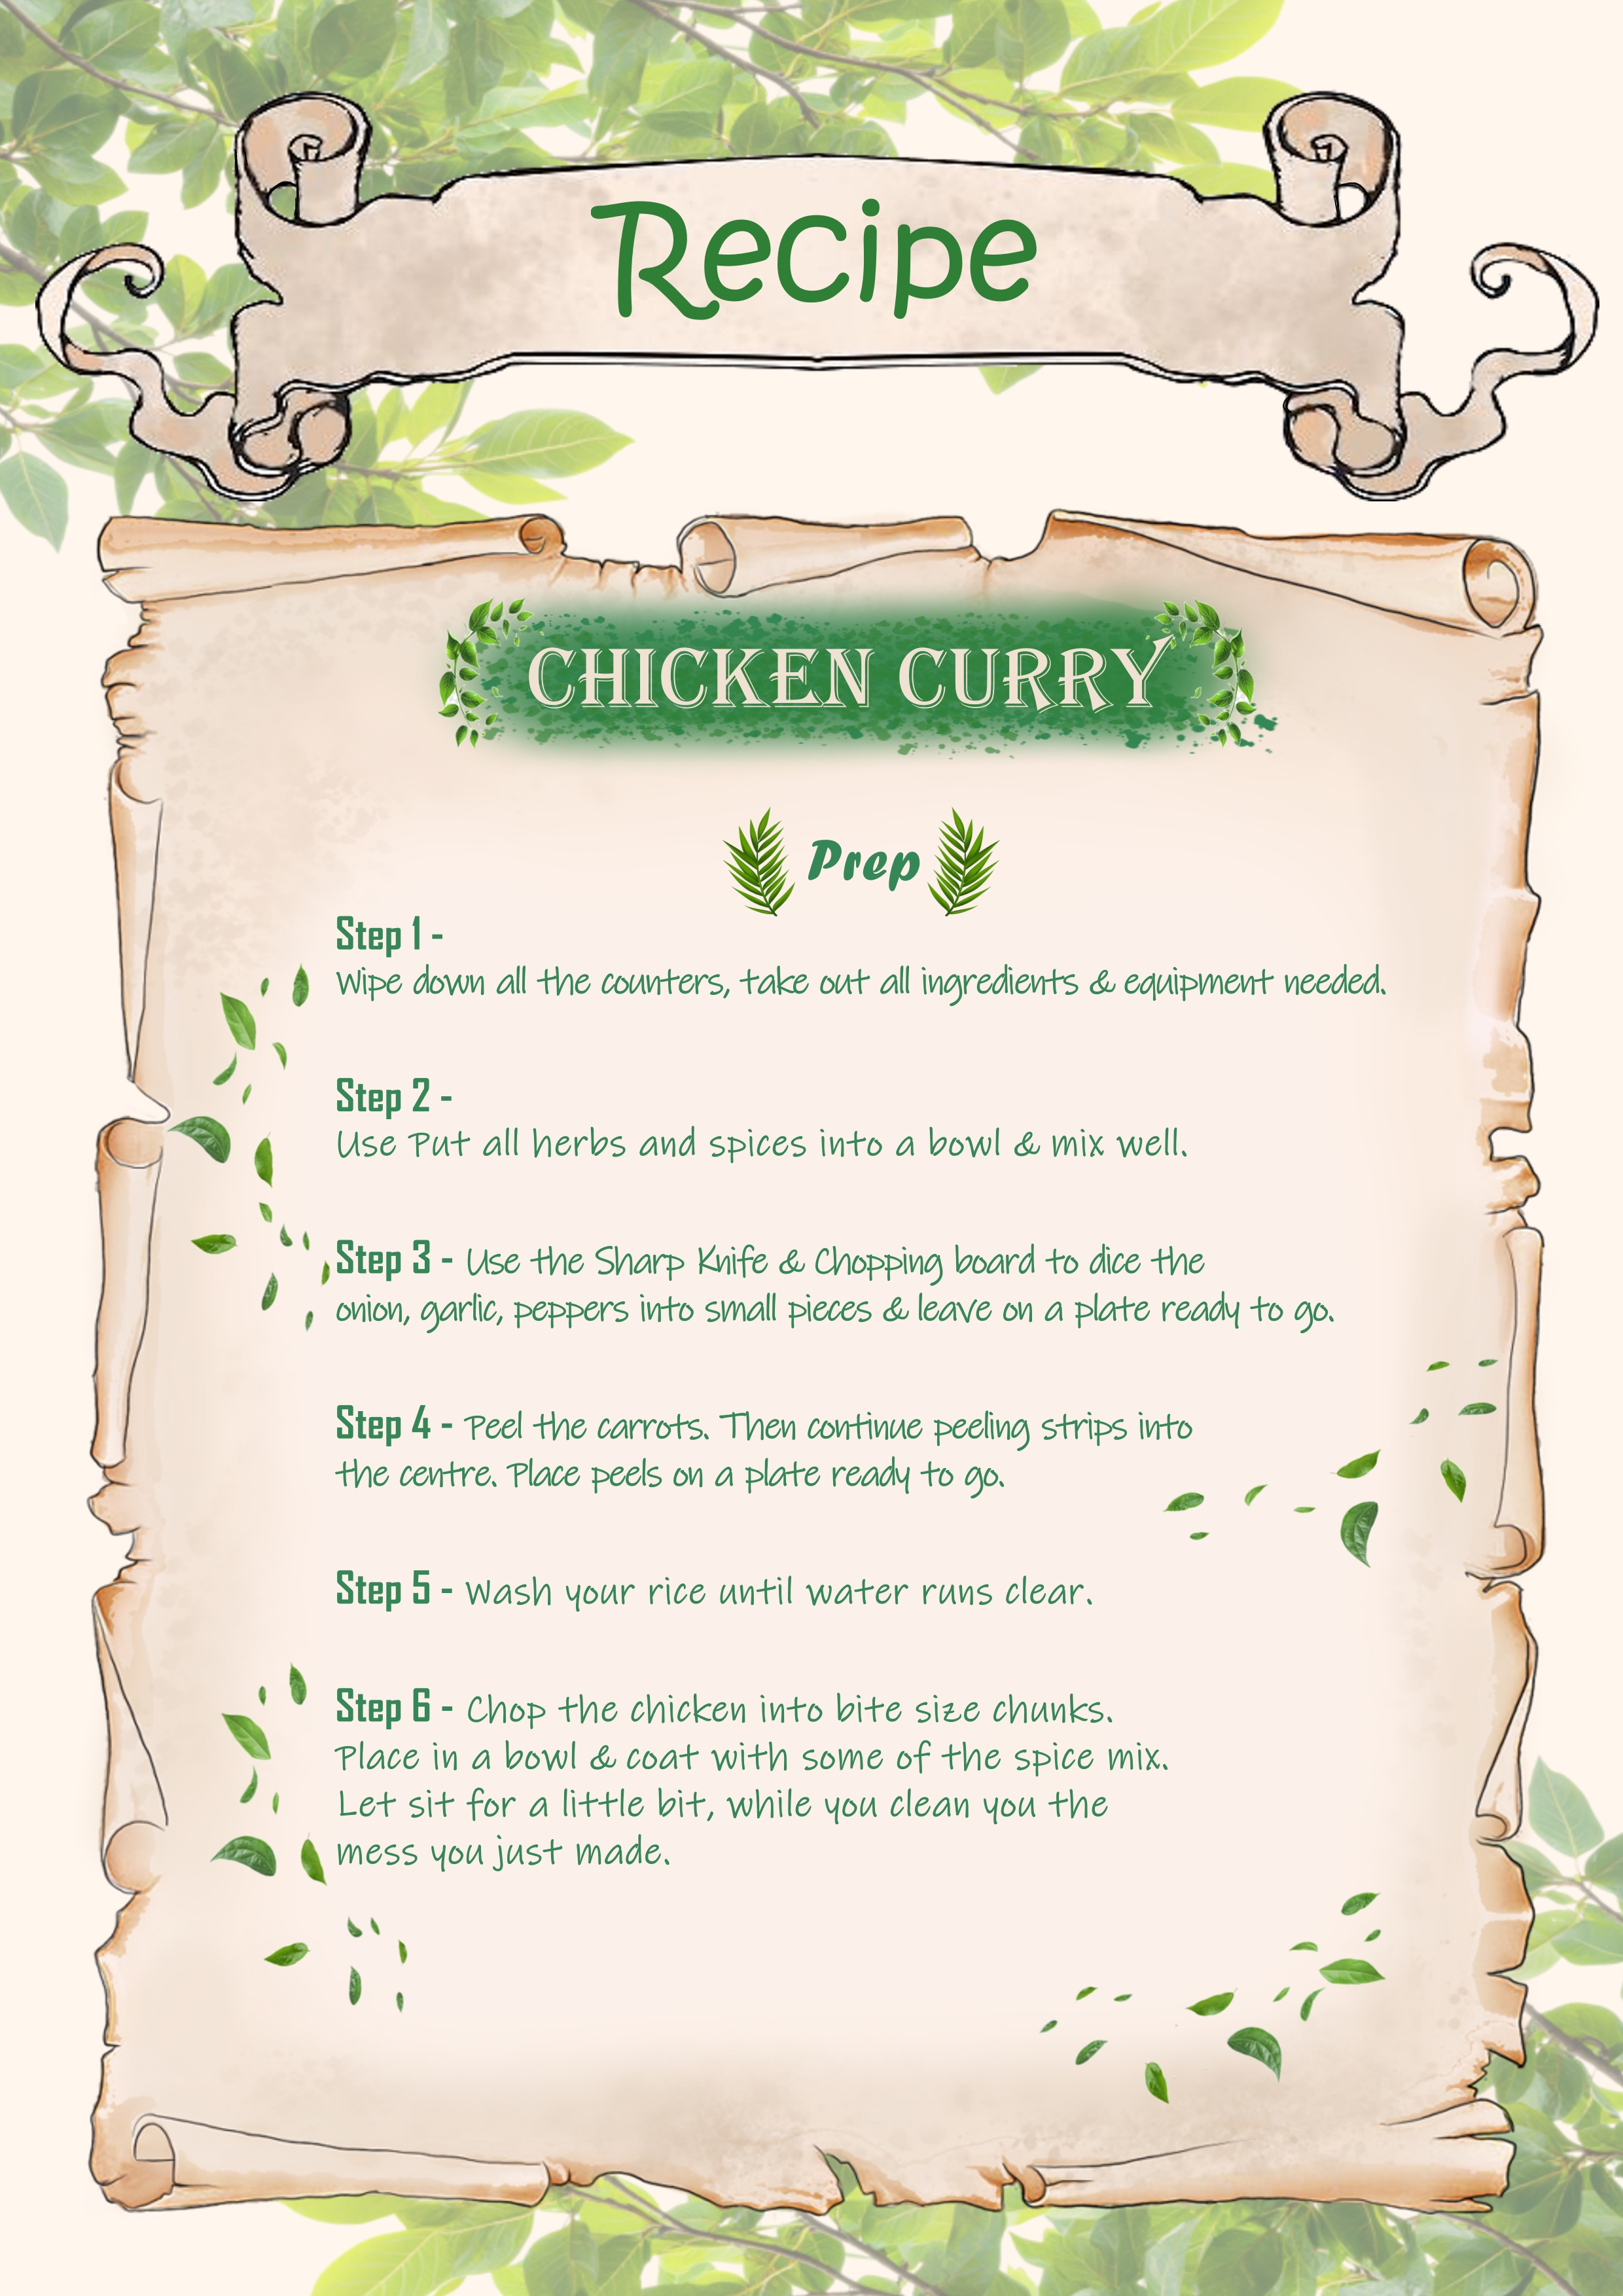 Recipe
CHICKEN CURRY
Prep
Step 1 -
Wipe down all the counters, take out all ingredients & equipment needed.
Step 2 -
Use Put all herbs and spices into a bowl & mix well.
Step 3 - Use the Sharp Knife & Chopping board to dice the
onion, garlic, peppers into small pieces & leave on a plate ready to go.
Step 4 - Peel the carrots. Then continue peeling strips into
the centre. Place peels on a plate ready to go.
Step 5 - Wash your rice until water runs clear.
Step 6 - Chop the chicken into bite size chunks.
Place in a bowl & coat with some of the spice mix.
Let sit for a little bit, while you clean you the
mess you just made.